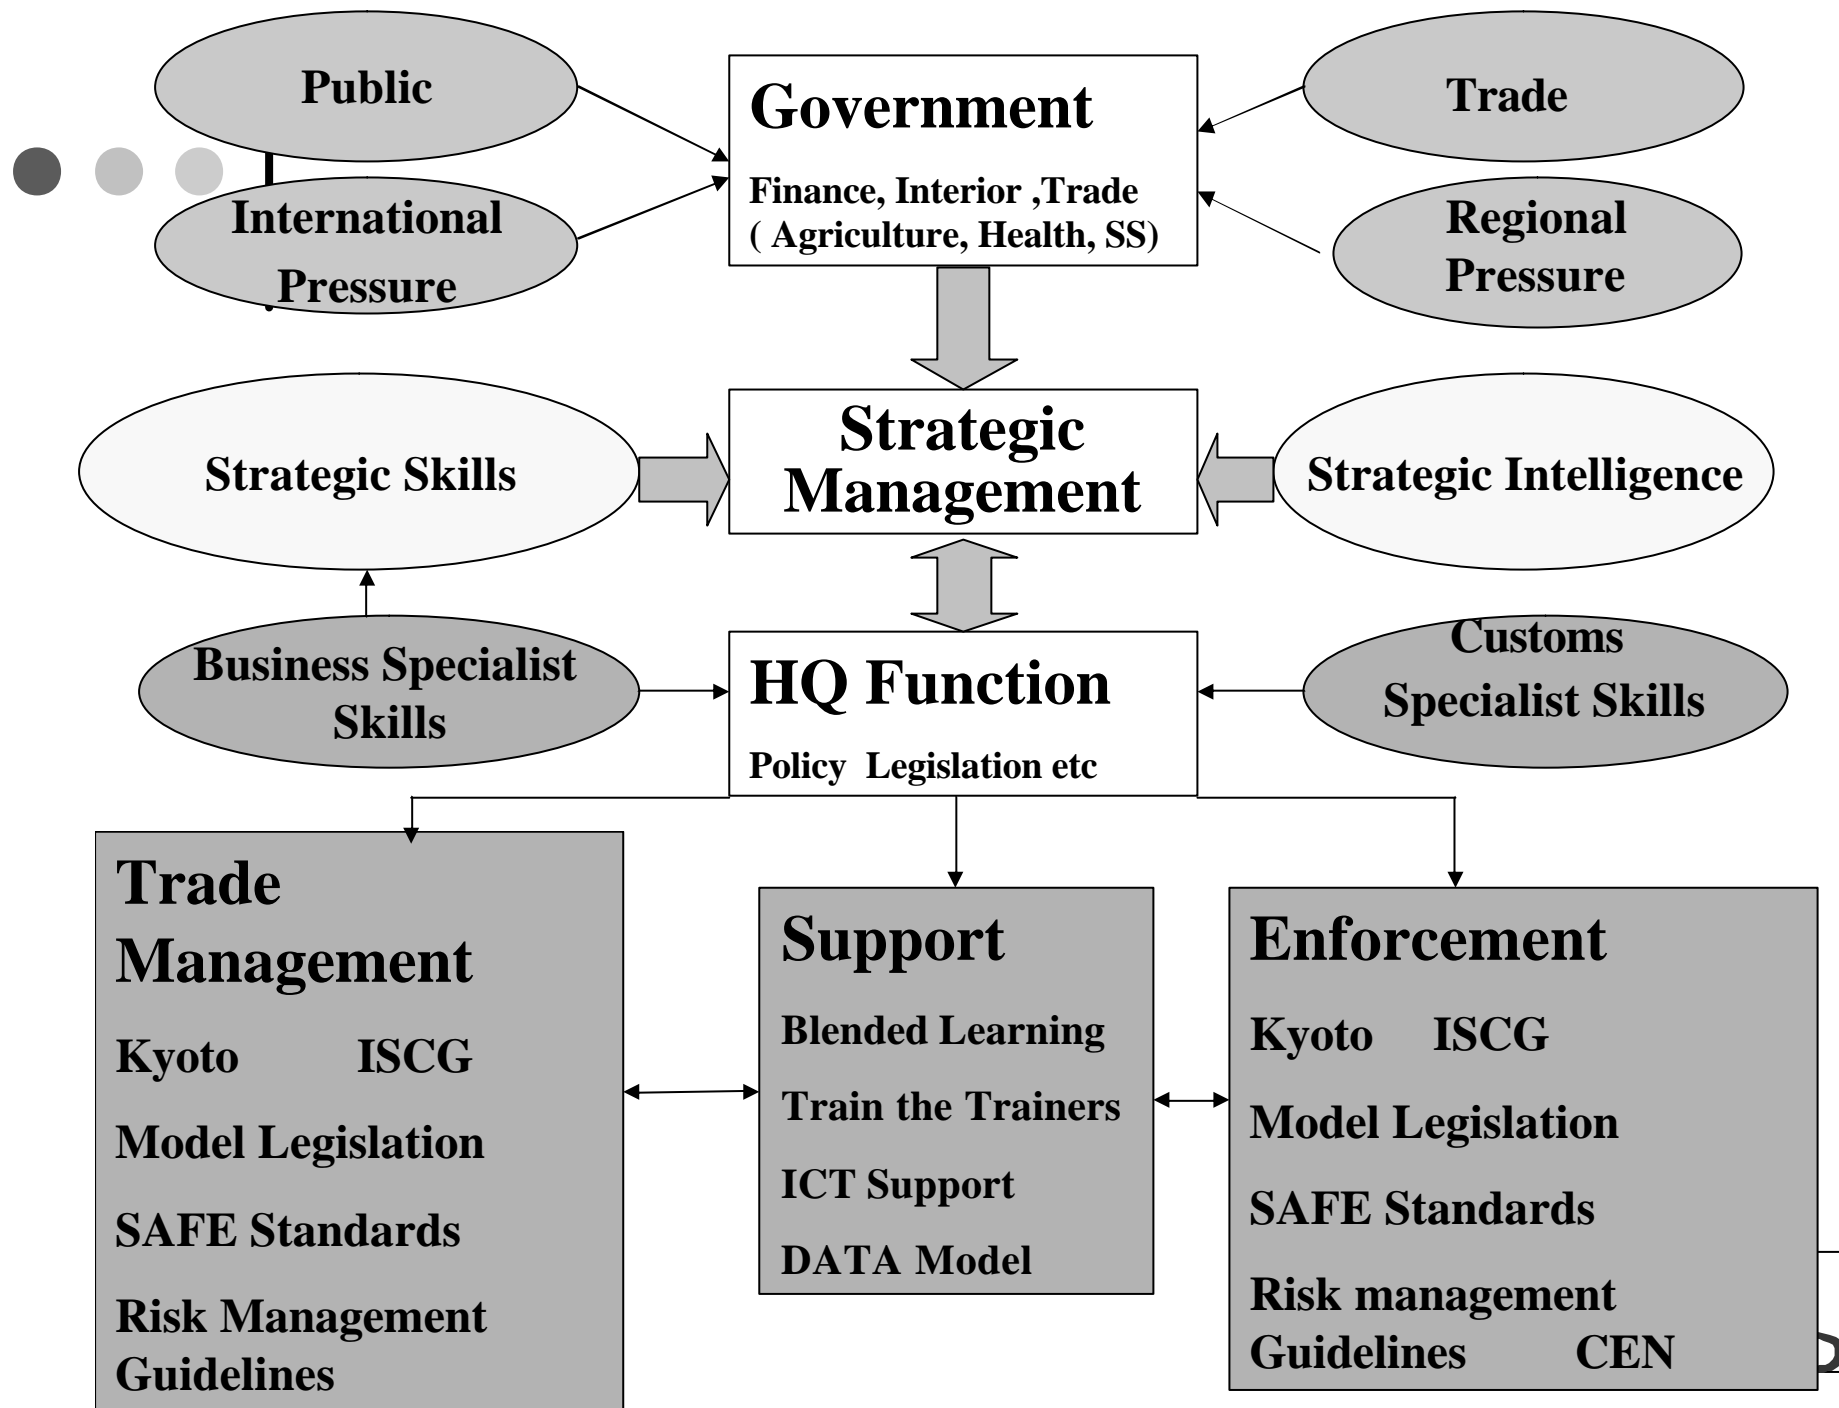 Public
Government
Trade
Finance, Interior ,Trade
( Agriculture, Health, SS)
International
Pressure
Regional
Pressure
Strategic Skills
Strategic
Management
Strategic Intelligence
Business Specialist
Skills
HQ Function
Policy  Legislation etc
Customs
Specialist Skills
Trade
Management
Kyoto ISCG
Model Legislation
SAFE Standards
Risk Management
Guidelines
Support
Blended Learning
Train the Trainers
ICT Support
DATA Model
Enforcement
Kyoto ISCG
Model Legislation
SAFE Standards
Risk management
Guidelines CEN